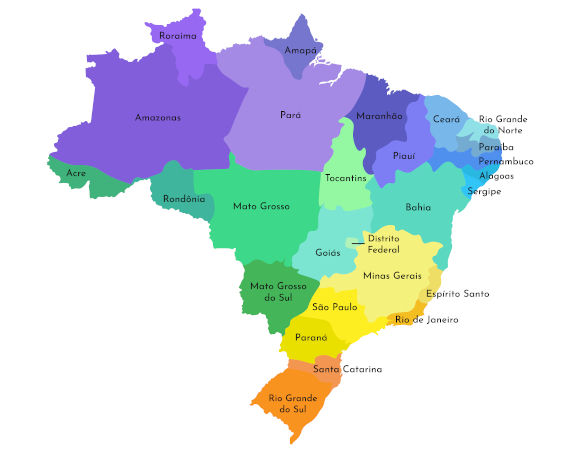 Roraima
Amapá
Amazonas
Pará
Maranhão
Ceará
Rio Grande
do Norte
Paraíba
Piauí
Pernambuco
Acre
Tocantins
Alagoas
Sergipe
Rondônia
Mato Grosso
Bahia
Distrito
Federal
Goiás
Minas Gerais
Mato Grosso
do Sul
Espírito Santo
São Paulo
Rio de Janeiro
Paraná
Santa Catarina
Rio Grande
do Sul